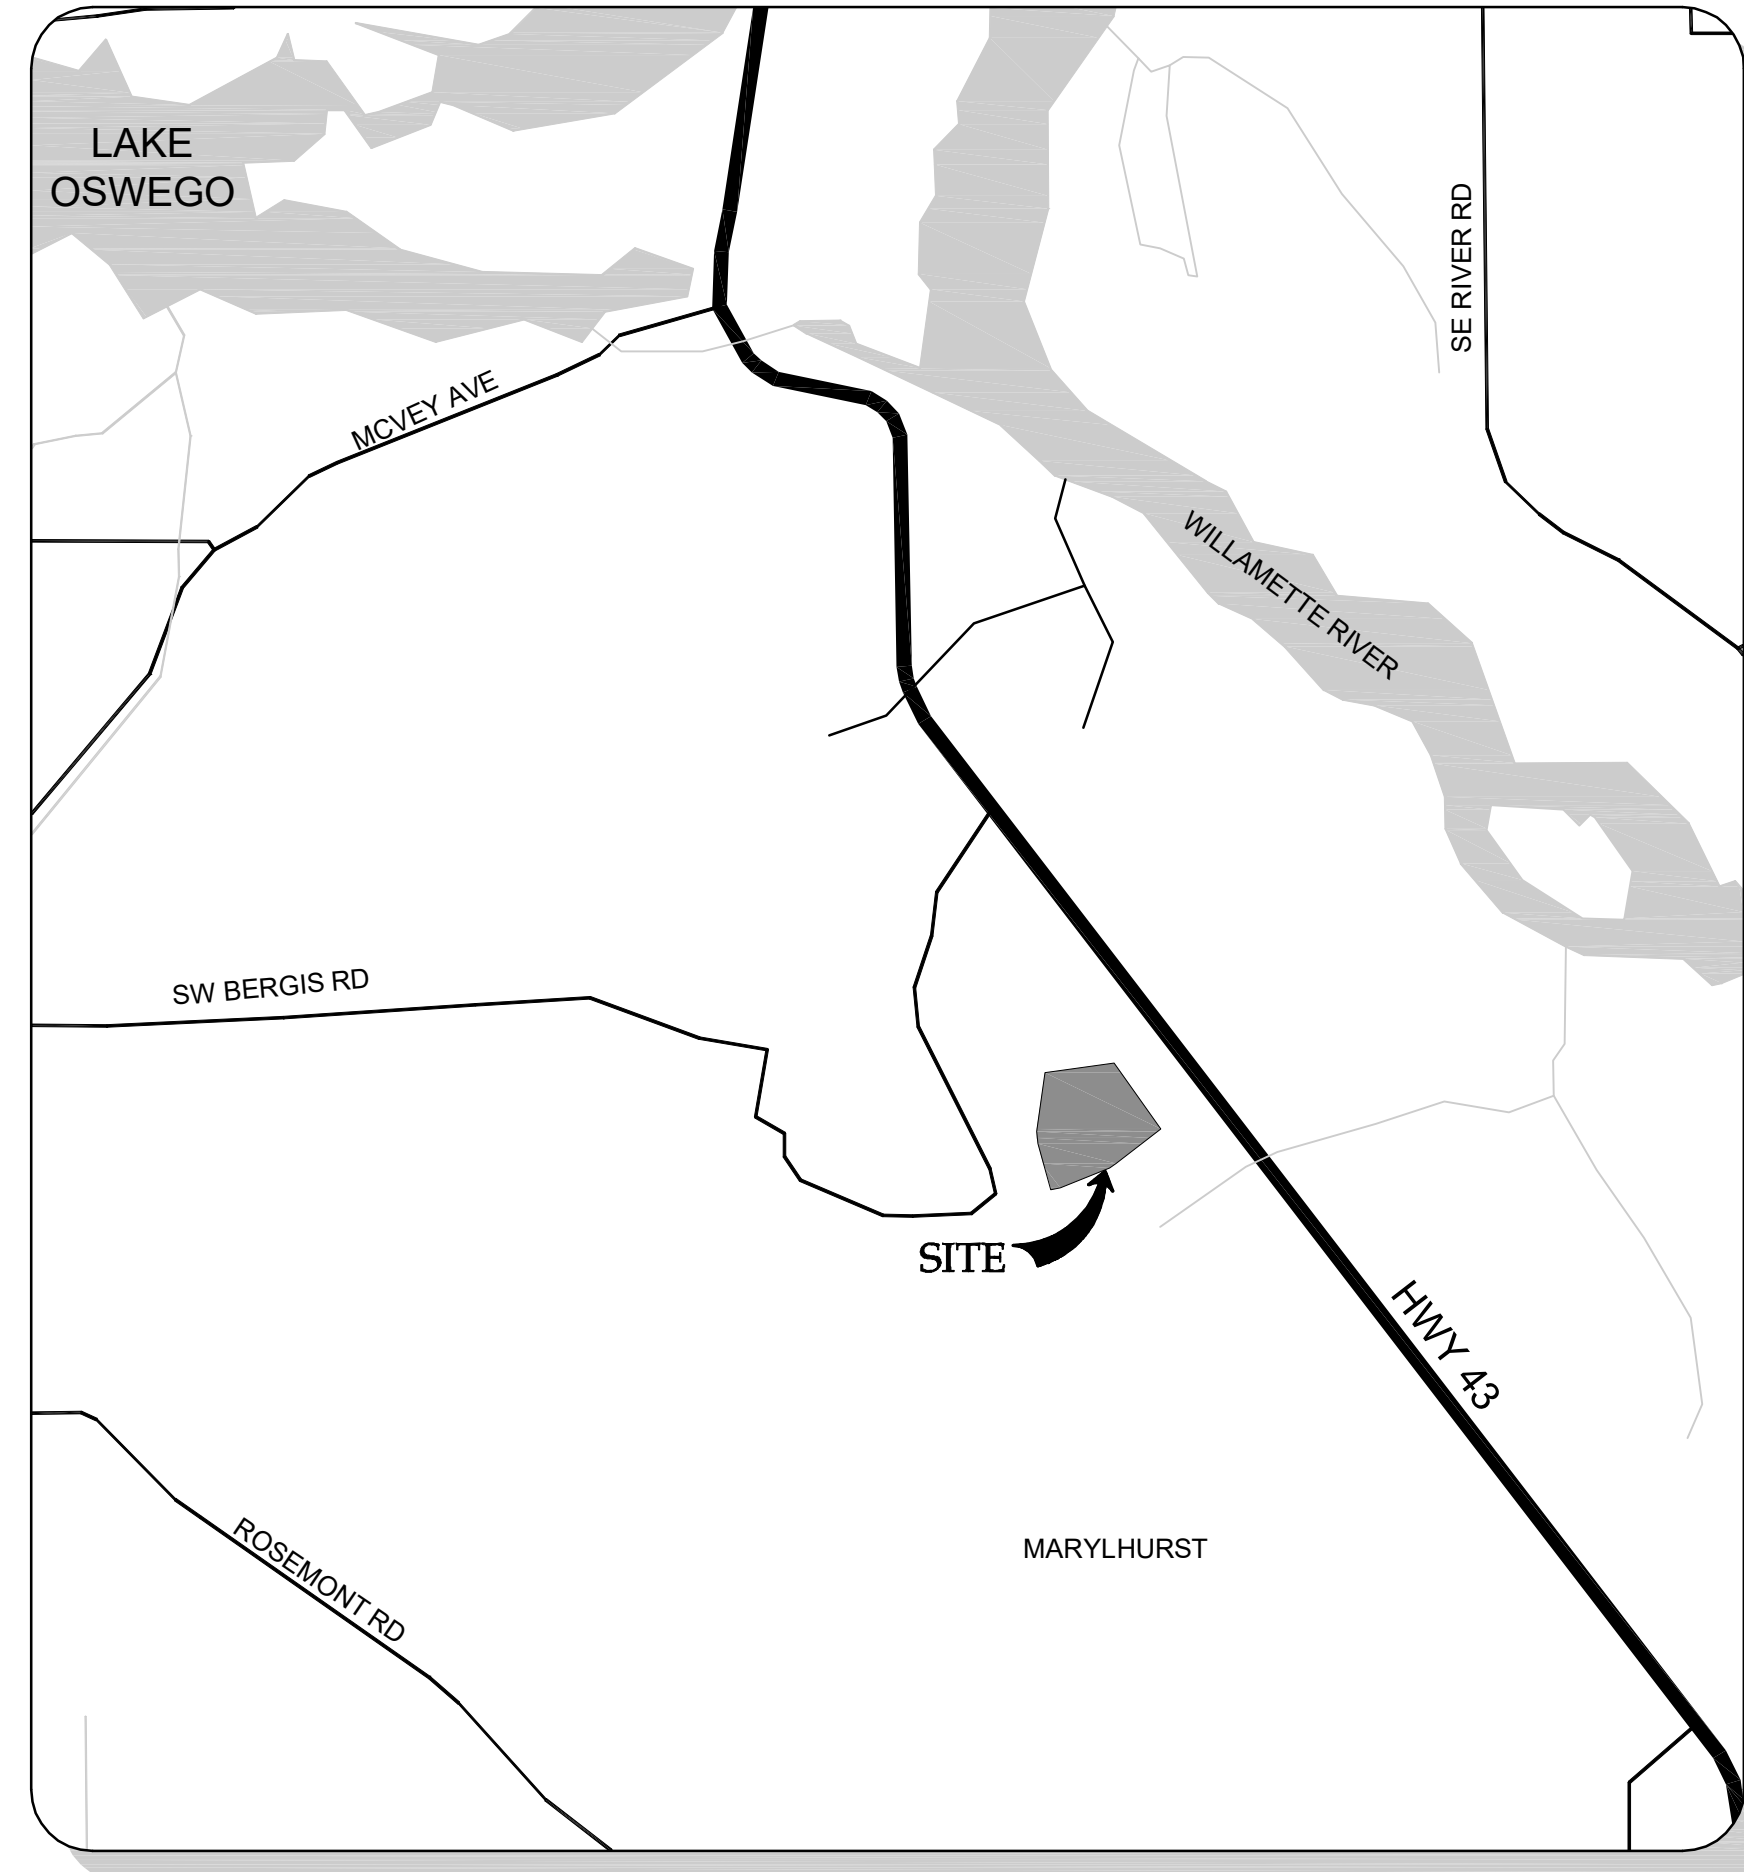 LAKE
OSWEGO
SE RIVER RD
MCVEY AVE
WILLAMETTE RIVER
SW BERGIS RD
SITE
HWY 43
ROSEMONT RD
MARYLHURST